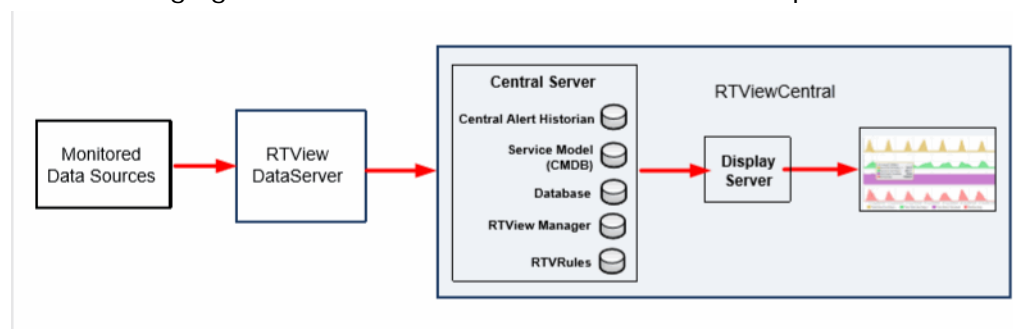 Monitored
Data Sources
RTView
DataServer
Central Server
Central Alert Historian
Service Model
(CMDB)
Database
RTView Manager
RTVRules
RTViewCentral
Display
Server